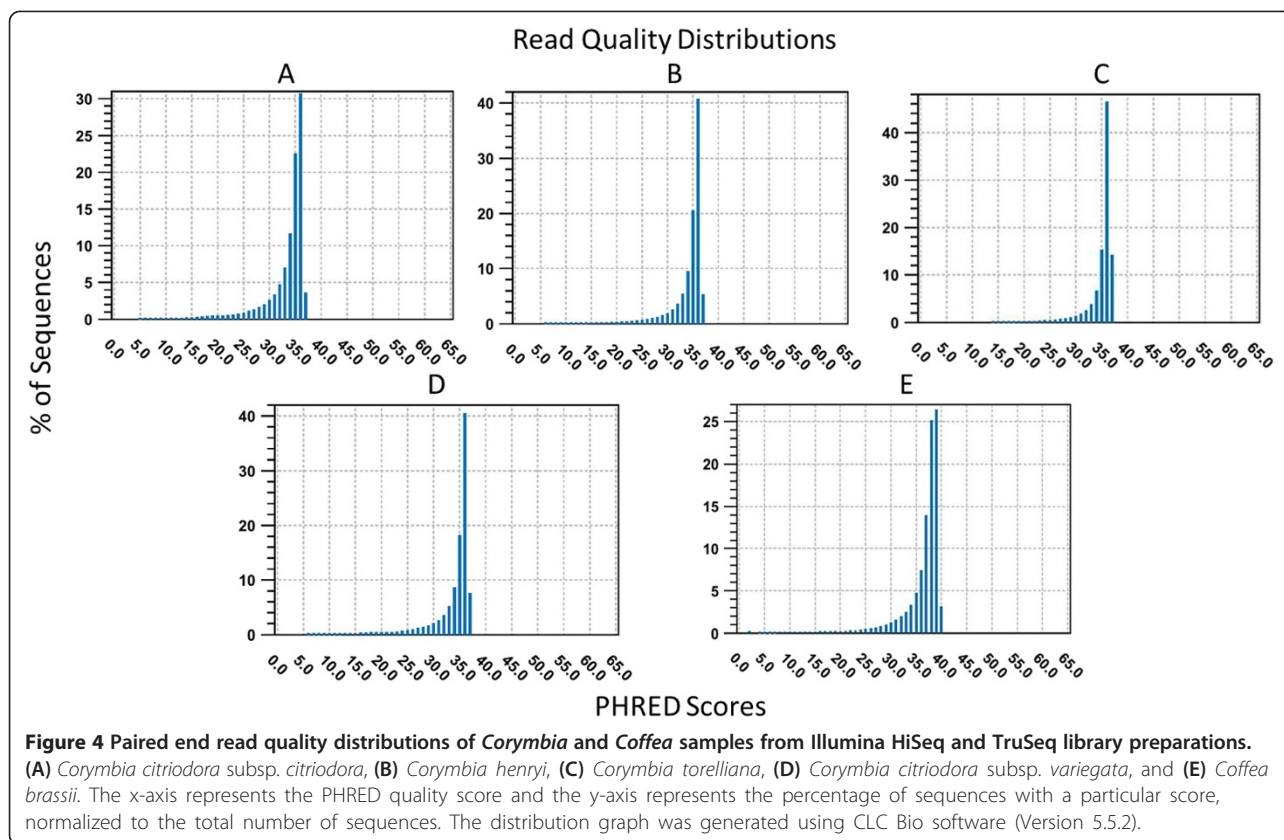 Read Quality Distributions
A
B
C
30
25
20
15
10
5
0
0.0 5.0 10.0 15.0 20.0 25.0 30.0 35.0 40.0 45.0 50.0 55.0 60.0 65.0
40
30
20
10
0
0.0 5.0 10.0 15.0 20.0 25.0 30.0 35.0 40.0 45.0 50.0 55.0 60.0 65.0
40
30
20
10
0
0.0 5.0 10.0 15.0 20.0 25.0 30.0 35.0 40.0 45.0 50.0 55.0 60.0 65.0
% of Sequences
D
E
40
30
20
10
0
0.0 5.0 10.0 15.0 20.0 25.0 30.0 35.0 40.0 45.0 50.0 55.0 60.0 65.0
25
20
15
10
5
0
0.0 5.0 10.0 15.0 20.0 25.0 30.0 35.0 40.0 45.0 50.0 55.0 60.0 65.0
PHRED Scores
Figure 4 Paired end read quality distributions of Corymbia and Coffea samples from Illumina HiSeq and TruSeq library preparations.
(A) Corymbia citriodora subsp. citriodora, (B) Corymbia henryi, (C) Corymbia torelliana, (D) Corymbia citriodora subsp. variegata, and (E) Coffea
brassii. The x-axis represents the PHRED quality score and the y-axis represents the percentage of sequences with a particular score,
normalized to the total number of sequences. The distribution graph was generated using CLC Bio software (Version 5.5.2).